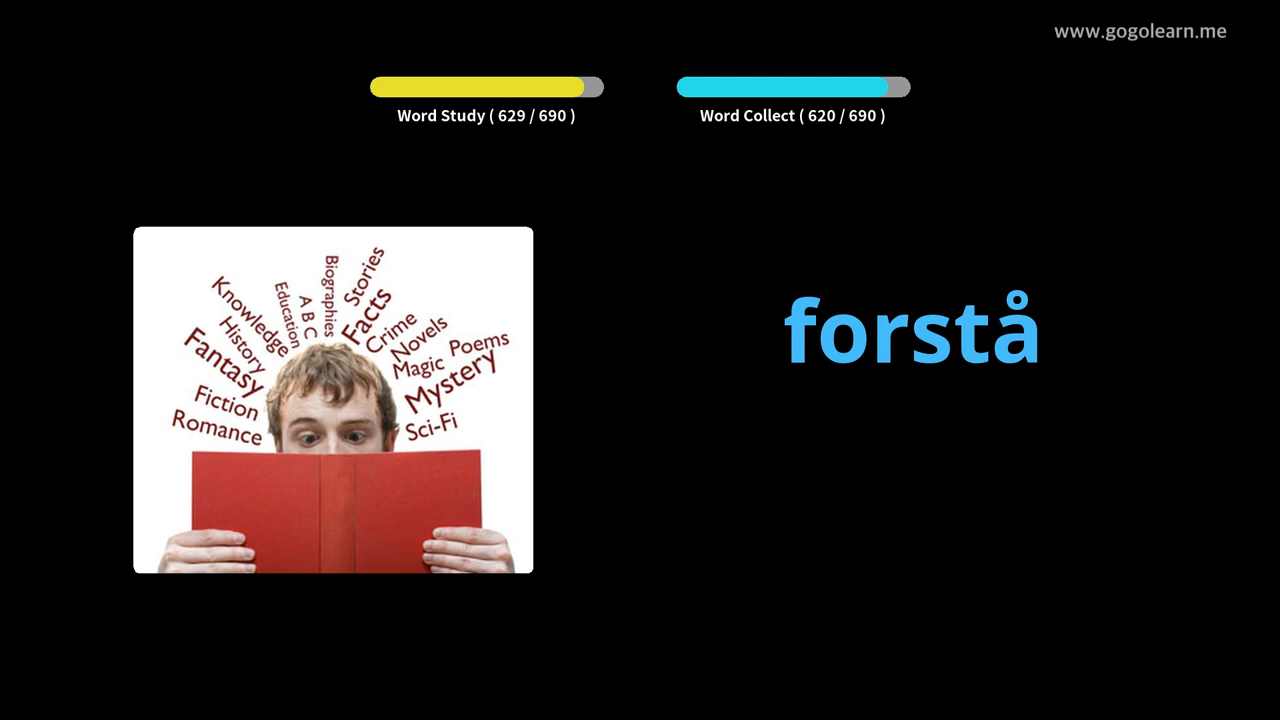 www.gogolearn.me
Word Study ( 629 / 690 )
Word Collect ( 620 / 690 )
forstå
Romance
Fiction
Fantasy
History
Knowledge
Education
A B C
Biographies
Stories
Facts
Crime
Novels
Magic
Poems
Mystery
Sci-Fi